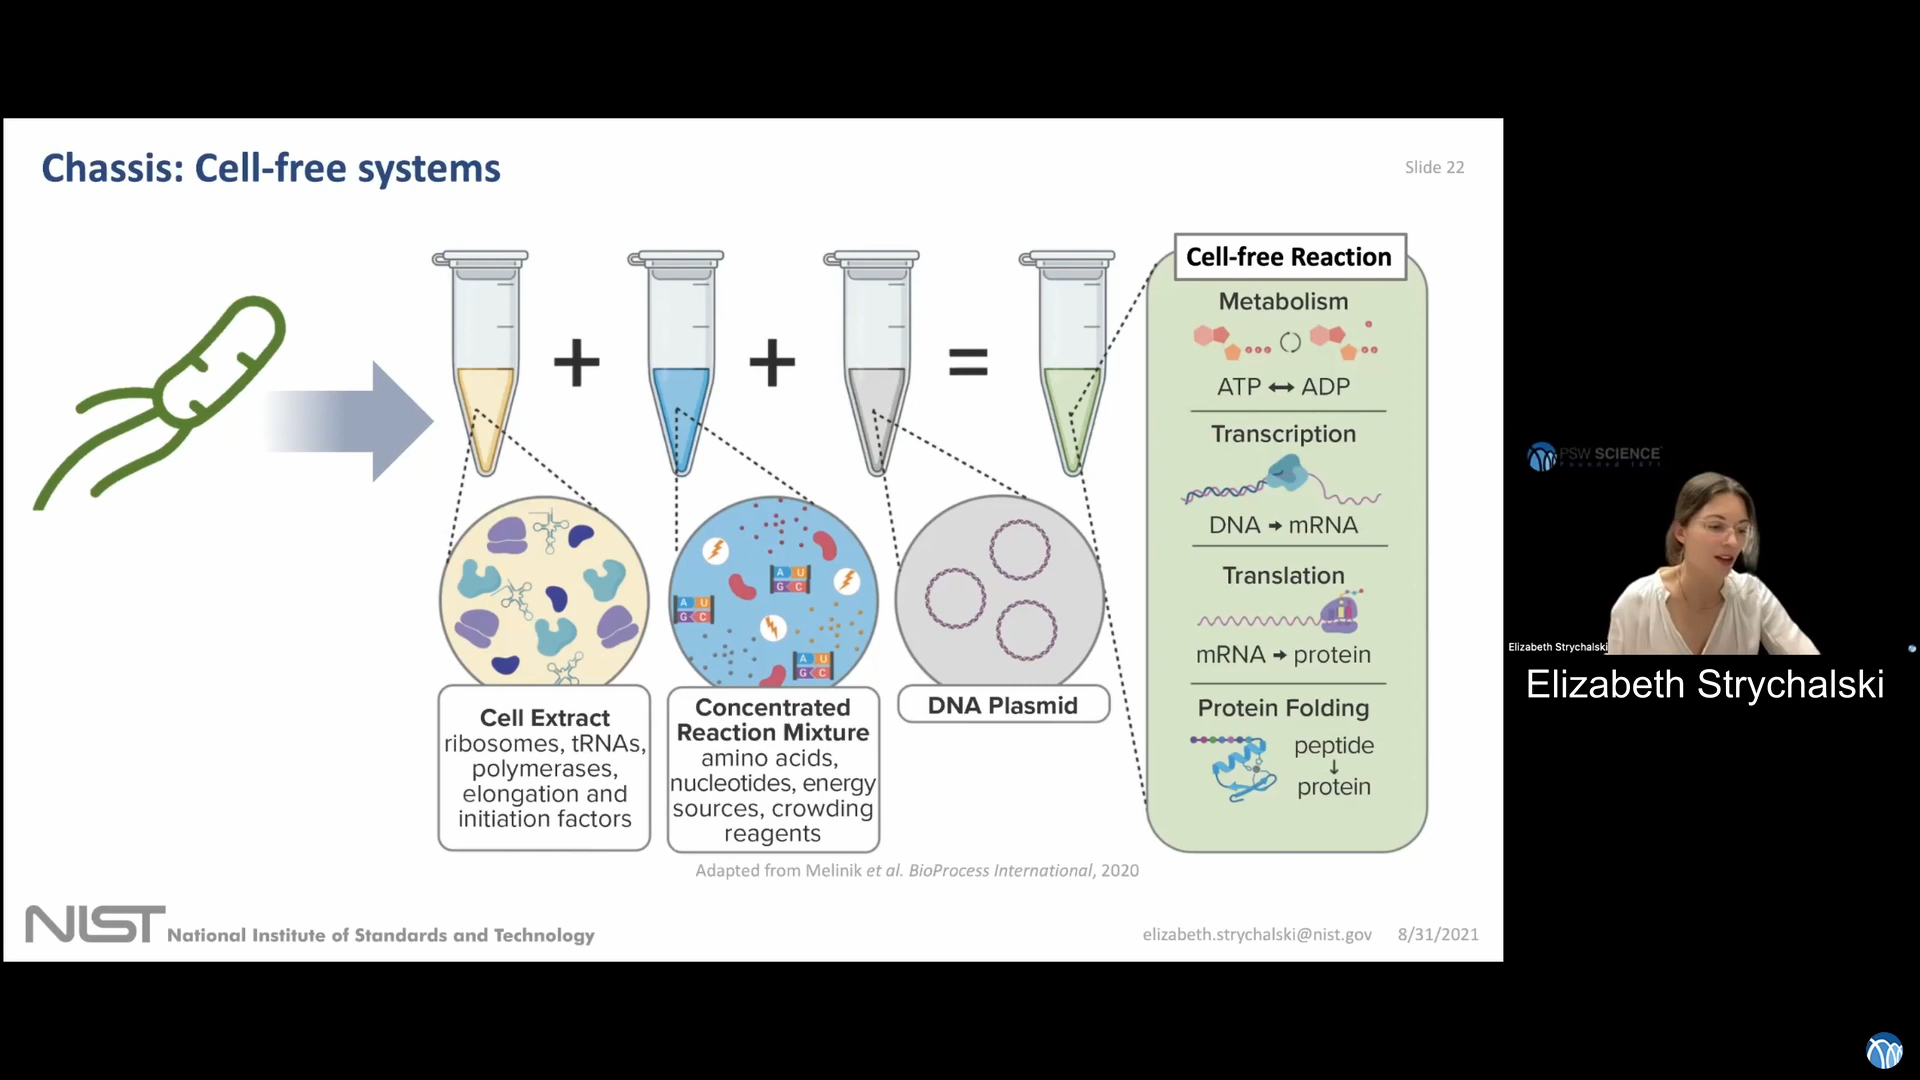 Chassis: Cell-free systems
Slide 22
+
+
=
Cell-free Reaction
Metabolism
ATP ↔ ADP
Transcription
DNA → mRNA
Translation
mRNA → protein
Protein Folding
peptide
↓
protein
A U
G C
A U
G C
A U
G C
Cell Extract
ribosomes, tRNAs,
polymerases,
elongation and
initiation factors
Concentrated
Reaction Mixture
amino acids,
nucleotides, energy
sources, crowding
reagents
DNA Plasmid
Adapted from Melinik et al. BioProcess International, 2020
NIST National Institute of Standards and Technology
elizabeth.strychalski@nist.gov 8/31/2021
PSW SCIENCE
Elizabeth Strychalski
Elizabeth Strychalski